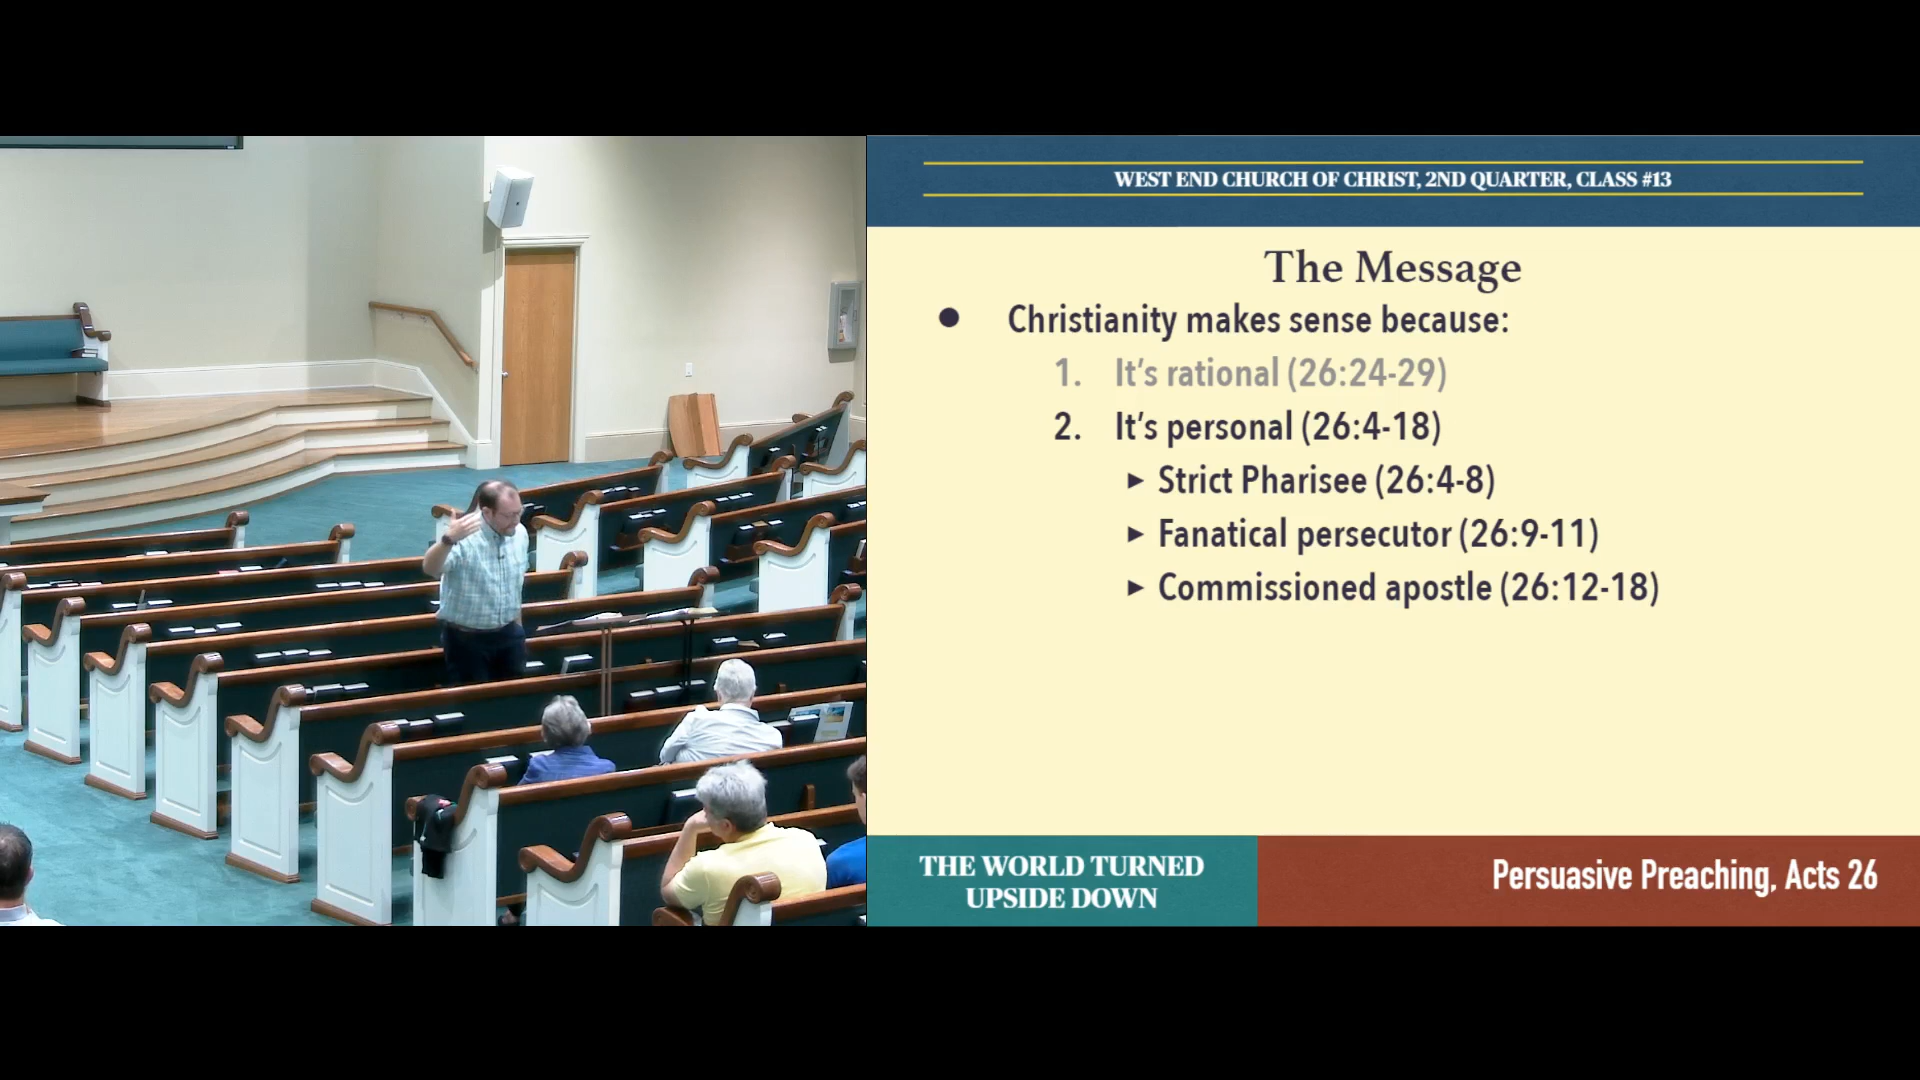 WEST END CHURCH OF CHRIST, 2ND QUARTER, CLASS #13
The Message
● Christianity makes sense because:
1. It's rational (26:24-29)
2. It's personal (26:4-18)
▸ Strict Pharisee (26:4-8)
▸ Fanatical persecutor (26:9-11)
▸ Commissioned apostle (26:12-18)
THE WORLD TURNED
UPSIDE DOWN
Persuasive Preaching, Acts 26